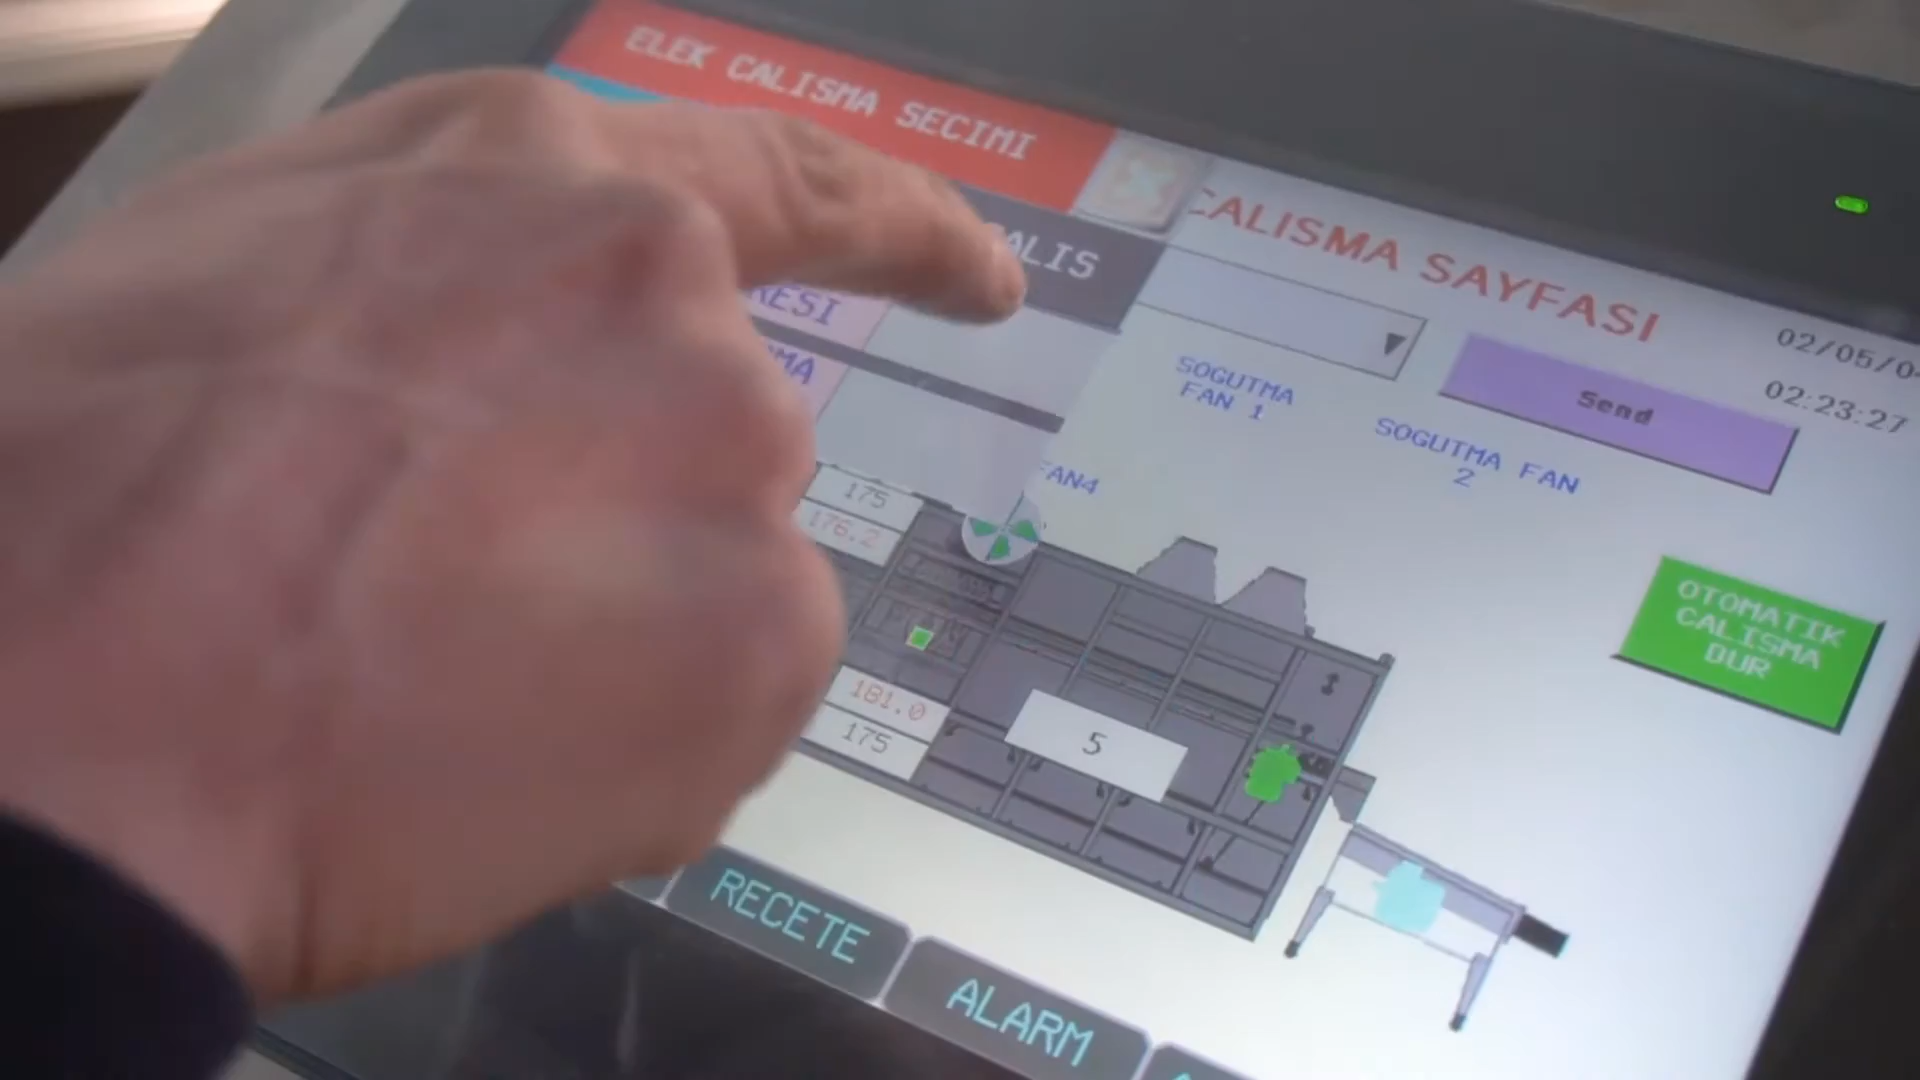 ELEK CALISMA SECIMI
CALISMA SAYFASI
ALIS
RESI
MA
02/05/0
02:23:27
Send
SOGUTMA
FAN 1
SOGUTMA FAN
2
FAN4
175
176.2
181.0
175
5
OTOMATIK
CALISMA
DUR
RECETE
ALARM